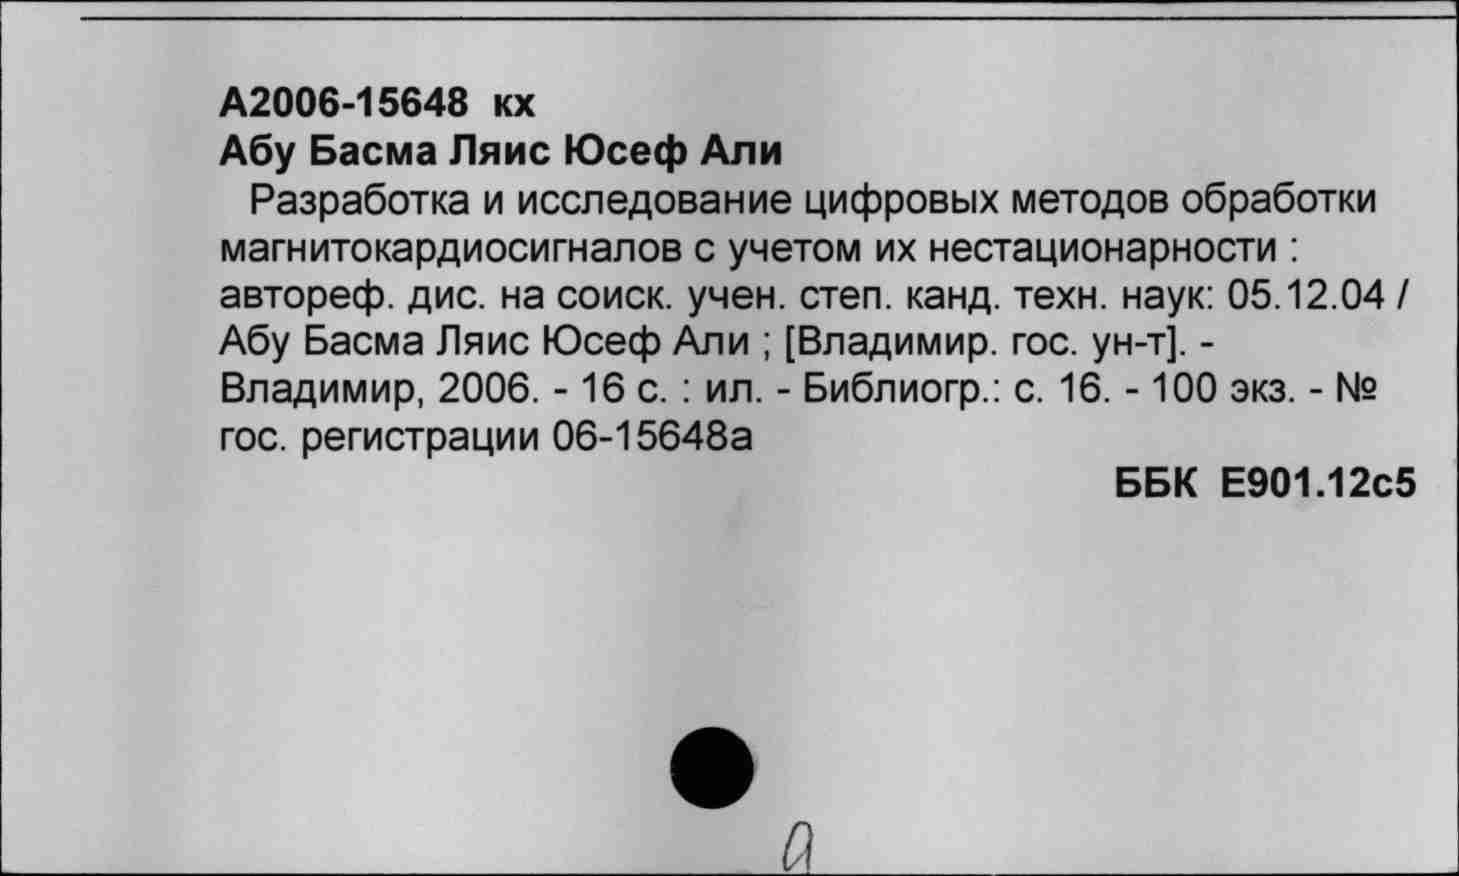 А2006-15648 кх
Абу Басма Ляис Юсеф Али
Разработка и исследование цифровых методов обработки
магнитокардиосигналов с учетом их нестационарности :
автореф. дис. на соиск. учен. степ. канд. техн. наук: 05.12.04 /
Абу Басма Ляис Юсеф Али ; [Владимир. гос. ун-т]. -
Владимир, 2006. - 16 с. : ил. - Библиогр.: с. 16. - 100 экз. - №
гос. регистрации 06-15648а
ББК Е901.12с5
а